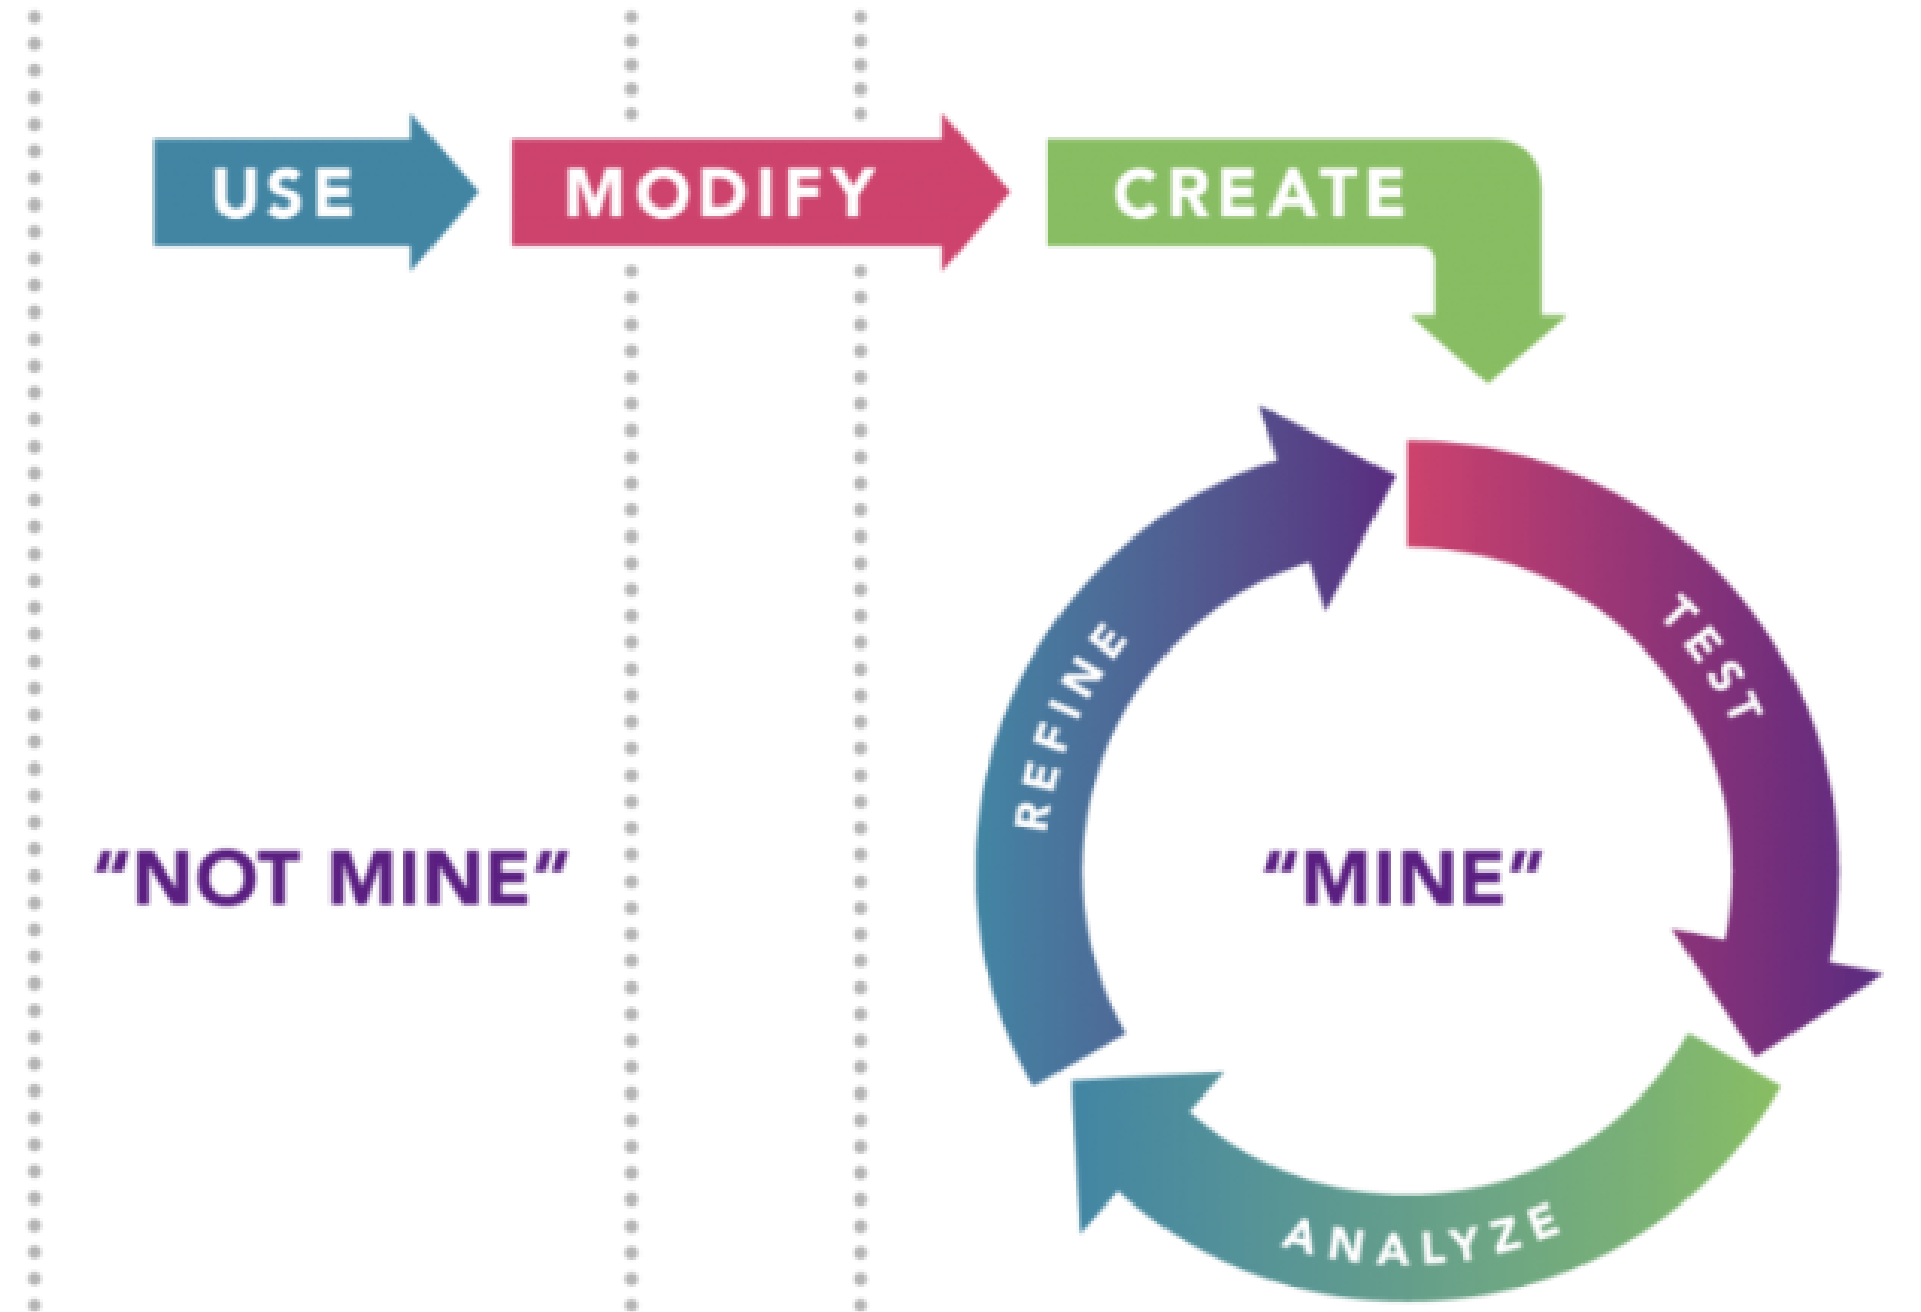 USE
MODIFY
CREATE
TEST
REFINE
"NOT MINE"
"MINE"
ANALYZE